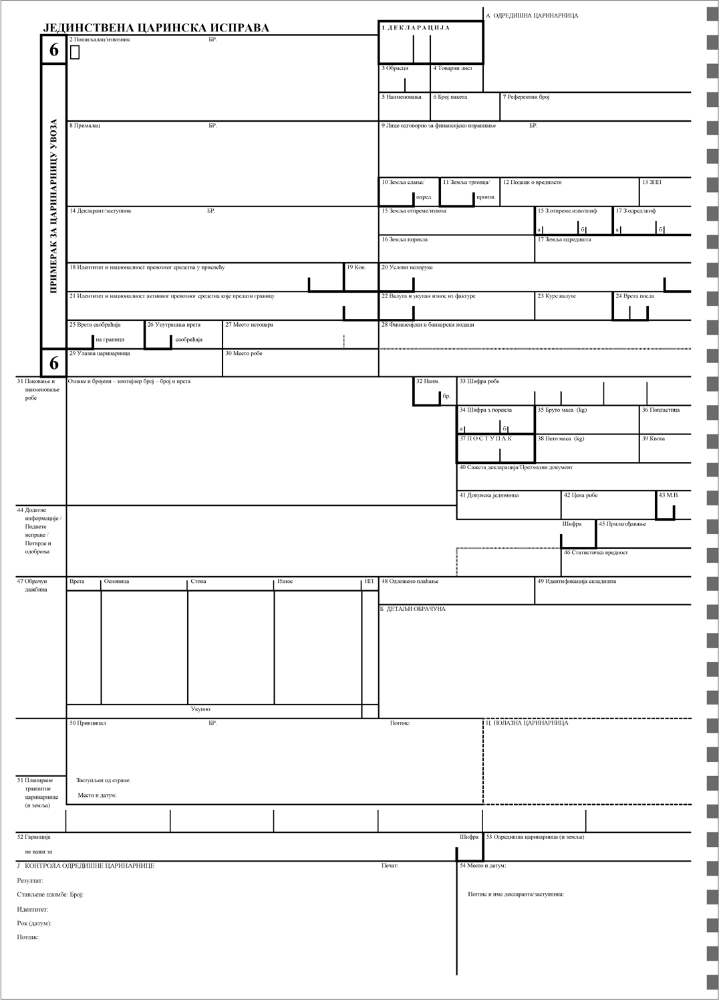 А ОДРЕДИШНА ЦАРИНАРНИЦА
ЈЕДИНСТВЕНА ЦАРИНСКА ИСПРАВА
1 Д Е К Л А Р А Ц И Ј А
6
2 Пошиљалац/извозник БР.
3 Обрасци 4 Товарни лист
5 Наименовања 6 Број пакета 7 Референтни број
ПРИМЕРАК ЗА ЦАРИНАРНИЦУ УВОЗА
8 Прималац БР. 9 Лице одговорно за финансијско поравнање БР.
10 Земља слања/ 11 Земља трговца/ 12 Подаци о вредности 13 ЗПП
одред. произв.
14 Декларант/заступник БР. 15 Земља отпреме/извоза 15 З.отпреме.изво/шиф 17 З.одред/шиф
а б а б
16 Земља порекла 17 Земља одредишта
18 Идентитет и националност превозног средства у приспећу 19 Кон. 20 Услови испоруке
21 Идентитет и националност активног превозног средства које прелази границу 22 Валута и укупан износ из фактуре 23 Курс валуте 24 Врста посла
25 Врста саобраћаја 26 Унутрашња врста 27 Место истовара 28 Финансијски и банкарски подаци
на граници саобраћаја
6
29 Улазна царинарница 30 Место робе
31 Паковање и Ознаке и бројеви – контејнер број – број и врста 32 Наим. 33 Шифра робе
наименовање
робе
бр.
34 Шифра з.порекла 35 Бруто маса (kg) 36 Повластица
а б
37 П О С Т У П А К 38 Нето маса (kg) 39 Квота
40 Сажета декларација/Претходни документ
41 Допунска јединица 42 Цена робе 43 М.В.
44 Додатне
информације /
Поднете
исправе /
Потврде и
одобрења
Шифра 45 Прилагођавање
46 Статистичка вредност
47 Обрачун Врста Основица Стопа Износ НП 48 Одложено плаћање 49 Идентификација складишта
дажбина
Б ДЕТАЉИ ОБРАЧУНА
Укупно:
50 Принципал БР. Потпис: Ц ПОЛАЗНА ЦАРИНАРНИЦА
51 Планиране Заступљен од стране:
транзитне
царинарнице Место и датум:
(и земља)
52 Гаранција Шифра 53 Одредишна царинарница (и земља)
не важи за
Ј КОНТРОЛА ОДРЕДИШНЕ ЦАРИНАРНИЦЕ Печат: 54 Место и датум:
Резултат:
Стављене пломбе: Број: Потпис и име декларанта/заступника:
Идентитет:
Рок (датум):
Потпис: